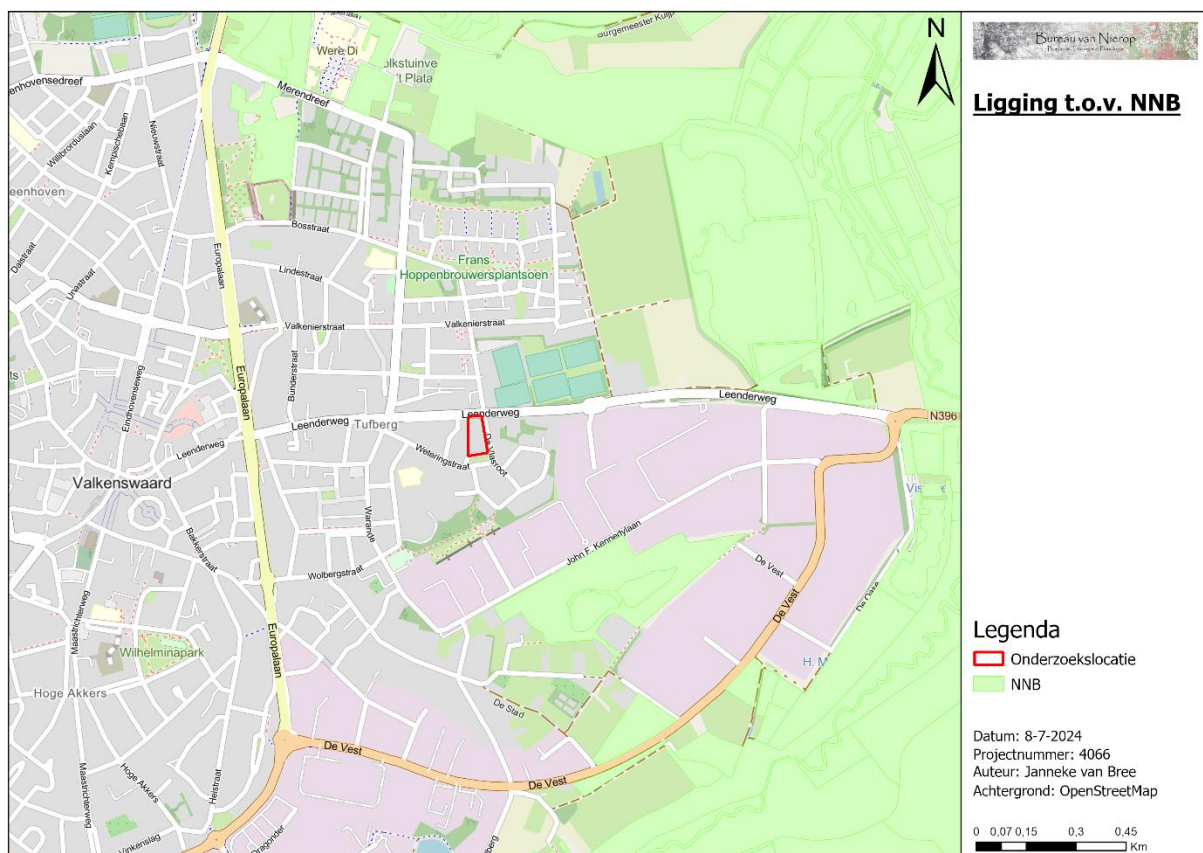 Burgemeester Kuijp
Were Di
olkstuinve
't Plata
enhovensedreef
Merendreef
Willibrorduslaan
Kempischebaan
Nieuwstraat
eenhoven
Bosstraat
Europalaan
Dalstraat
Unastraat
Lindestraat
Frans
Hoppenbrouwersplantsoen
Valkenierstraat
Valkenierstraat
Eindhovenseweg
Bunderstraat
Europalaan
Leenderweg
Leenderweg
Leenderweg
Leenderweg
N396
Tufberg
De Vlasroot
Weteringstraat
Valkenswaard
Warande
Bakkerstraat
John F. Kennedylaan
Wolbergstraat
De Vest
De Vest
De Oase
Maastrichterweg
Wilhelminapark
Europalaan
H. M
Hoge Akkers
De Stad
De Vest
De Vest
Hoge Akkers
Heistraat
Maastrichterweg
Vinkenslag
Dragonder
N
Bureau van Nierop
Ligging t.o.v. NNB
Legenda
Onderzoekslocatie
NNB
Datum: 8-7-2024
Projectnummer: 4066
Auteur: Janneke van Bree
Achtergrond: OpenStreetMap
0 0,07 0,15 0,3 0,45
Km